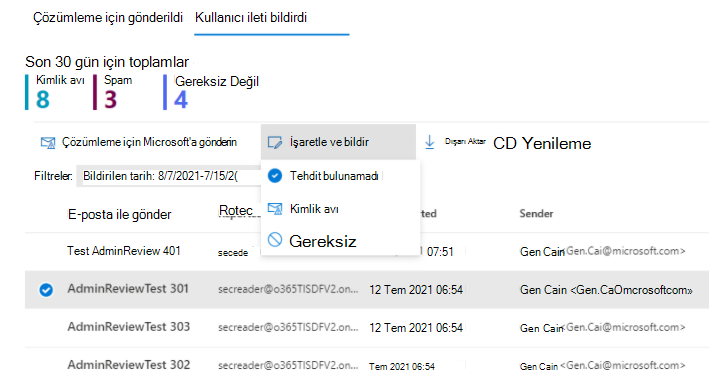 Çözümleme için gönderildi Kullanıcı ileti bildirdi
Son 30 gün için toplamlar
Kimlik avı Spam Gereksiz Değil
8 3 4
Çözümleme için Microsoft'a gönderin İşaretle ve bildir Dışarı Aktar CD Yenileme
Filtreler: Bildirilen tarih: 8/7/2021-7/15/2( Tehdit bulunamadı
Kimlik avı
E-posta ile gönder Rotec rted Sender
Gereksiz
Test AdminReview 401 secede 07:51 Gen Cain <Gen.Cai@microsoft.com>
AdminReviewTest 301 secreader@o365TISDFV2.on... 12 Tem 2021 06:54 Gen Cain <Gen.CaOmcrosoftcom»
AdminReviewTest 303 secreader@o365TISDFV2.on... 12 Tem 2021 06:54 Gen Cain <Gen.Cai@microsoft.com>
AdminReviewTest 302 secreader@o365TISDFV2.on... Tem 2021 06:54 Gen Cain <Gen.Cai@microsoft.com>